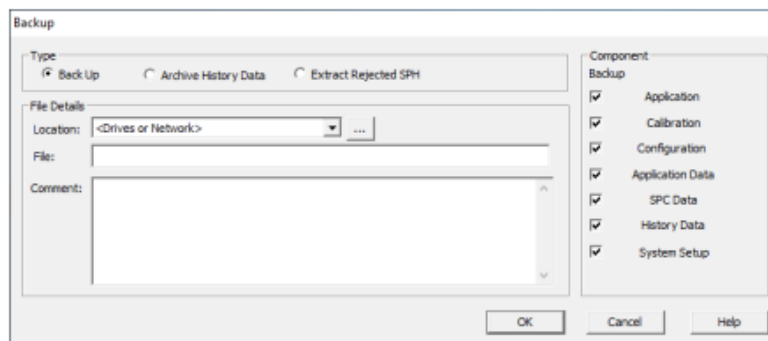 Backup
Type
Back Up
Archive History Data
Extract Rejected SPH
File Details
Location:
<Drives or Network>
...
File:
Comment:
Component
Backup
Application
Calibration
Configuration
Application Data
SPC Data
History Data
System Setup
OK
Cancel
Help